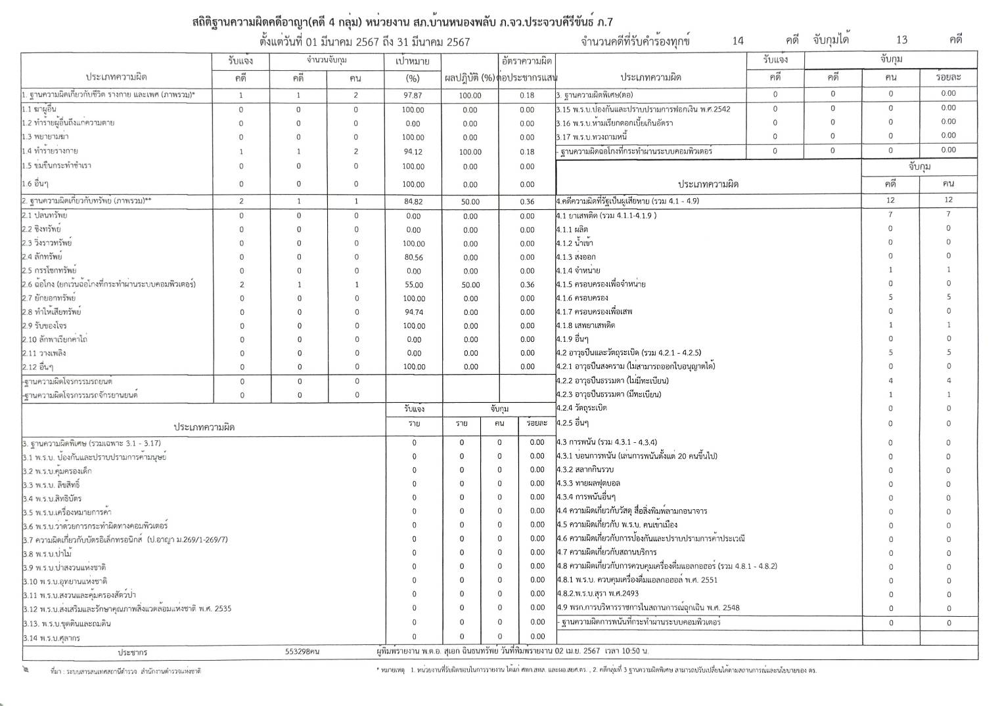 สถิติฐานความผิดคดีอาญา(คดี 4 กลุ่ม) หน่วยงาน สภ.บ้านหนองพลับ ภ.จว.ประจวบคีรีขันธ์ ภ.7
ตั้งแต่วันที่ 01 มีนาคม 2567 ถึง 31 มีนาคม 2567 จำนวนคดีที่รับคำร้องทุกข์ 14 คดี จับกุมได้ 13 คดี
ประเภทความผิด รับแจ้ง จำนวนจับกุม เป้าหมาย ผลปฏิบัติ (%) อัตราความผิด
คดี คดี คน (%) ต่อประชากรแสน
1. ฐานความผิดเกี่ยวกับชีวิต ร่างกาย และเพศ (ภาพรวม)* 1 1 2 97.87 100.00 0.18
1.1 ฆ่าผู้อื่น 0 0 0 100.00 0.00 0.00
1.2 ทำร้ายผู้อื่นถึงแก่ความตาย 0 0 0 0.00 0.00 0.00
1.3 พยายามฆ่า 0 0 0 100.00 0.00 0.00
1.4 ทำร้ายร่างกาย 1 1 2 94.12 100.00 0.18
1.5 ข่มขืนกระทำชำเรา 0 0 0 100.00 0.00 0.00
1.6 อื่นๆ 0 0 0 100.00 0.00 0.00
2. ฐานความผิดเกี่ยวกับทรัพย์ (ภาพรวม)** 2 1 1 84.82 50.00 0.36
2.1 ปล้นทรัพย์ 0 0 0 0.00 0.00 0.00
2.2 ชิงทรัพย์ 0 0 0 0.00 0.00 0.00
2.3 วิ่งราวทรัพย์ 0 0 0 100.00 0.00 0.00
2.4 ลักทรัพย์ 0 0 0 80.56 0.00 0.00
2.5 กรรโชกทรัพย์ 0 0 0 0.00 0.00 0.00
2.6 ฉ้อโกง (ยกเว้นฉ้อโกงที่กระทำผ่านระบบคอมพิวเตอร์) 2 1 1 55.00 50.00 0.36
2.7 ยักยอกทรัพย์ 0 0 0 100.00 0.00 0.00
2.8 ทำให้เสียทรัพย์ 0 0 0 94.74 0.00 0.00
2.9 รับของโจร 0 0 0 100.00 0.00 0.00
2.10 ลักพาเรียกค่าไถ่ 0 0 0 0.00 0.00 0.00
2.11 วางเพลิง 0 0 0 0.00 0.00 0.00
2.12 อื่นๆ 0 0 0 100.00 0.00 0.00
-ฐานความผิดโจรกรรมรถยนต์ 0 0 0
-ฐานความผิดโจรกรรมรถจักรยานยนต์ 0 0 0
ประเภทความผิด รับแจ้ง จับกุม
ราย ราย คน ร้อยละ
3. ฐานความผิดพิเศษ (รวมเฉพาะ 3.1 - 3.17) 0 0 0 0.00
3.1 พ.ร.บ. ป้องกันและปราบปรามการค้ามนุษย์ 0 0 0 0.00
3.2 พ.ร.บ.คุ้มครองเด็ก 0 0 0 0.00
3.3 พ.ร.บ. ลิขสิทธิ์ 0 0 0 0.00
3.4 พ.ร.บ.สิทธิบัตร 0 0 0 0.00
3.5 พ.ร.บ.เครื่องหมายการค้า 0 0 0 0.00
3.6 พ.ร.บ.ว่าด้วยการกระทำผิดทางคอมพิวเตอร์ 0 0 0 0.00
3.7 ความผิดเกี่ยวกับบัตรอิเล็กทรอนิกส์ (ป.อาญา ม.269/1-269/7) 0 0 0 0.00
3.8 พ.ร.บ.ป่าไม้ 0 0 0 0.00
3.9 พ.ร.บ.ป่าสงวนแห่งชาติ 0 0 0 0.00
3.10 พ.ร.บ.อุทยานแห่งชาติ 0 0 0 0.00
3.11 พ.ร.บ.สงวนและคุ้มครองสัตว์ป่า 0 0 0 0.00
3.12 พ.ร.บ.ส่งเสริมและรักษาคุณภาพสิ่งแวดล้อมแห่งชาติ พ.ศ. 2535 0 0 0 0.00
3.13. พ.ร.บ.ขุดดินและถมดิน 0 0 0 0.00
3.14 พ.ร.บ.ศุลากร 0 0 0 0.00
ประเภทความผิด รับแจ้ง จับกุม
คดี คดี คน ร้อยละ
3. ฐานความผิดพิเศษ(ต่อ) 0 0 0 0.00
3.15 พ.ร.บ.ป้องกันและปราบปรามการฟอกเงิน พ.ศ.2542 0 0 0 0.00
3.16 พ.ร.บ.ห้ามเรียกดอกเบี้ยเกินอัตรา 0 0 0 0.00
3.17 พ.ร.บ.ทวงถามหนี้ 0 0 0 0.00
- ฐานความผิดฉ้อโกงที่กระทำผ่านระบบคอมพิวเตอร์ 0 0 0 0.00
ประเภทความผิด จับกุม
คดี คน
4.คดีความผิดที่รัฐเป็นผู้เสียหาย (รวม 4.1 - 4.9) 12 12
4.1 ยาเสพติด (รวม 4.1.1-4.1.9 ) 7 7
4.1.1 ผลิต 0 0
4.1.2 น้ำเข้า 0 0
4.1.3 ส่งออก 0 0
4.1.4 จำหน่าย 1 1
4.1.5 ครอบครองเพื่อจำหน่าย 0 0
4.1.6 ครอบครอง 5 5
4.1.7 ครอบครองเพื่อเสพ 0 0
4.1.8 เสพยาเสพติด 1 1
4.1.9 อื่นๆ 0 0
4.2 อาวุธปืนและวัตถุระเบิด (รวม 4.2.1 - 4.2.5) 5 5
4.2.1 อาวุธปืนสงคราม (ไม่สามารถออกใบอนุญาตได้) 0 0
4.2.2 อาวุธปืนธรรมดา (ไม่มีทะเบียน) 4 4
4.2.3 อาวุธปืนธรรมดา (มีทะเบียน) 1 1
4.2.4 วัตถุระเบิด 0 0
4.2.5 อื่นๆ 0 0
4.3 การพนัน (รวม 4.3.1 - 4.3.4) 0 0
4.3.1 บ่อนการพนัน (เล่นการพนันตั้งแต่ 20 คนขึ้นไป) 0 0
4.3.2 สลากกินรวบ 0 0
4.3.3 ทายผลฟุตบอล 0 0
4.3.4 การพนันอื่นๆ 0 0
4.4 ความผิดเกี่ยวกับวัสดุ สื่อสิ่งพิมพ์ลามกอนาจาร 0 0
4.5 ความผิดเกี่ยวกับ พ.ร.บ. คนเข้าเมือง 0 0
4.6 ความผิดเกี่ยวกับการป้องกันและปราบปรามการค้าประเวณี 0 0
4.7 ความผิดเกี่ยวกับสถานบริการ 0 0
4.8 ความผิดเกี่ยวกับการควบคุมเครื่องดื่มแอลกอฮอร์ (รวม 4.8.1 - 4.8.2) 0 0
4.8.1 พ.ร.บ. ควบคุมเครื่องดื่มแอลกอฮอล์ พ.ศ. 2551 0 0
4.8.2.พ.ร.บ.สุรา พ.ศ.2493 0 0
4.9 พรก.การบริหารราชการในสถานการณ์ฉุกเฉิน พ.ศ. 2548 0 0
- ฐานความผิดการพนันที่กระทำผ่านระบบคอมพิวเตอร์ 0 0
ประชากร 553298คน ผู้พิมพ์รายงาน พ.ต.อ. สุเอก ฉินธนทรัพย์ วันที่พิมพ์รายงาน 02 เม.ย. 2567 เวลา 10:50 น.
ที่มา : ระบบสารสนเทศสถานีตำรวจ สำนักงานตำรวจแห่งชาติ
* หมายเหตุ 1. หน่วยงานที่รับผิดชอบในการรายงาน ได้แก่ ศทก.สทส. และผอ.สยศ.ตร. , 2. คดีกลุ่มที่ 3 ฐานความผิดพิเศษ สามารถปรับเปลี่ยนได้ตามสถานการณ์และนโยบายของ ตร.